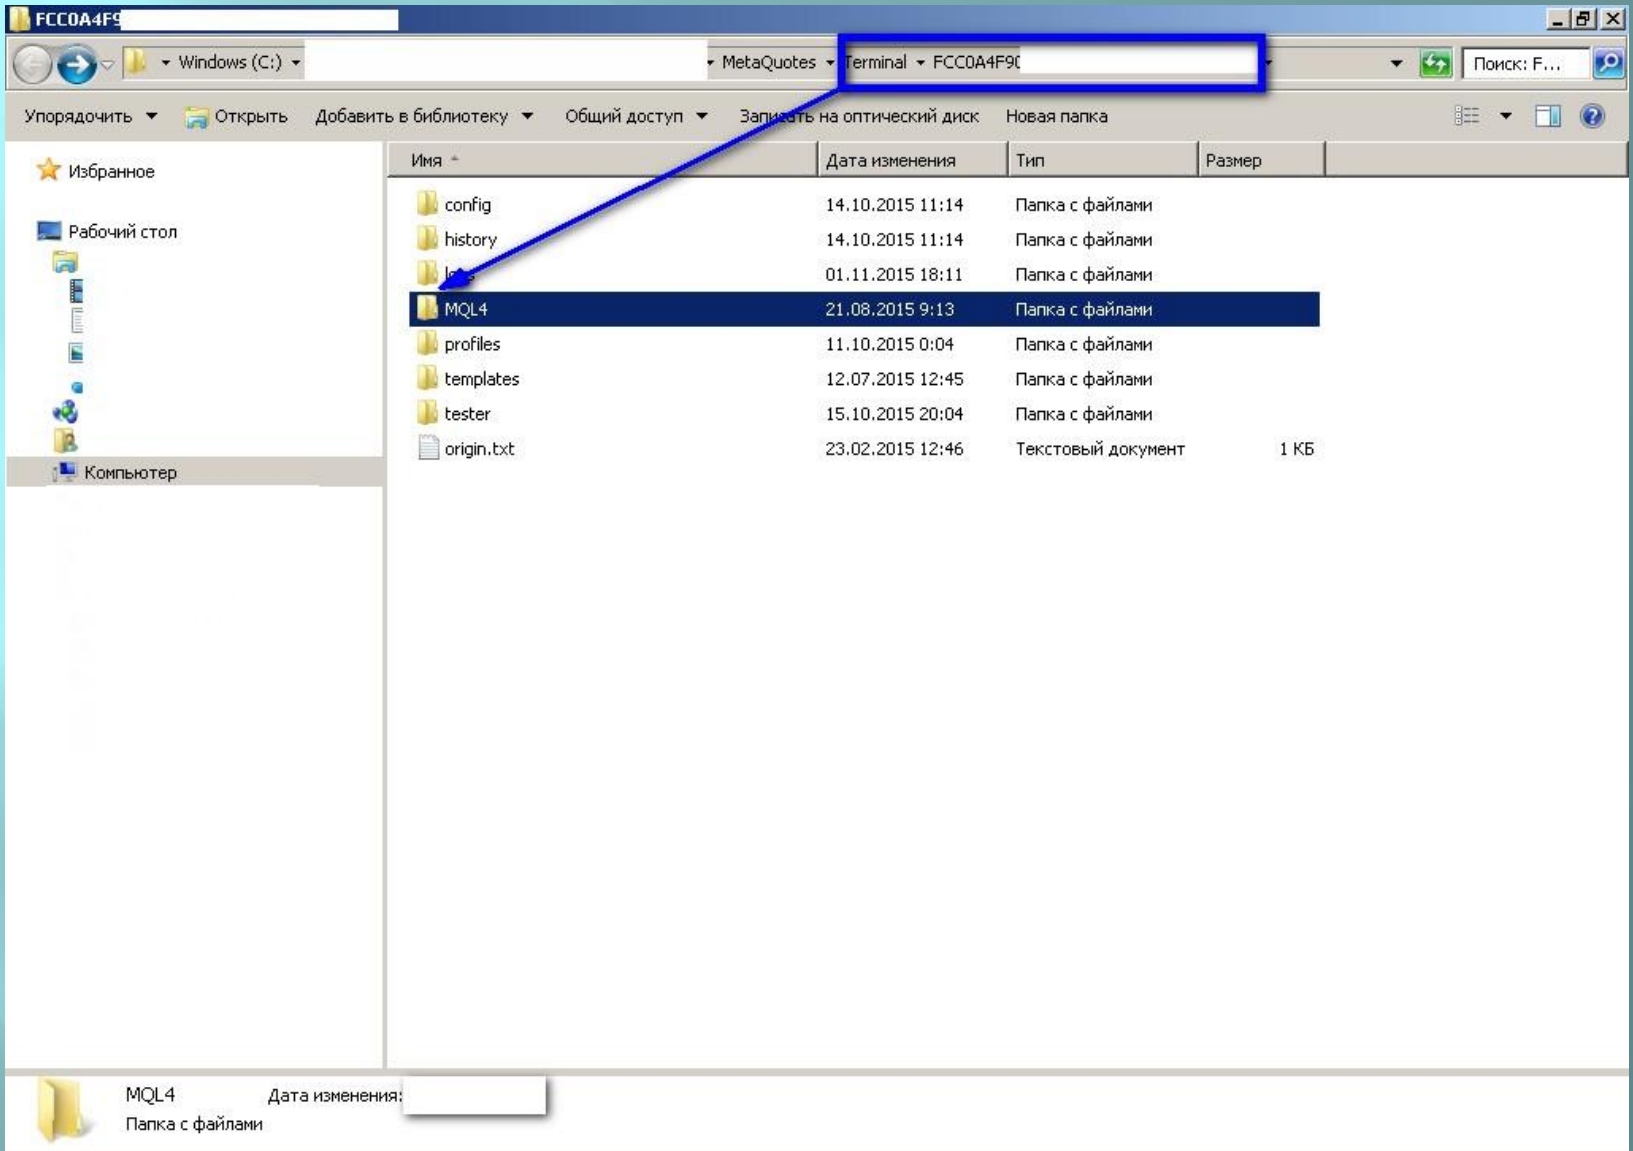 FCC0A4F9
Windows (C:) MetaQuotes Terminal FCC0A4F9 Поиск: F...
Упорядочить Открыть Добавить в библиотеку Общий доступ Записать на оптический диск Новая папка
Избранное
Рабочий стол
Компьютер
Имя Дата изменения Тип Размер
config 14.10.2015 11:14 Папка с файлами
history 14.10.2015 11:14 Папка с файлами
logs 01.11.2015 18:11 Папка с файлами
MQL4 21.08.2015 9:13 Папка с файлами
profiles 11.10.2015 0:04 Папка с файлами
templates 12.07.2015 12:45 Папка с файлами
tester 15.10.2015 20:04 Папка с файлами
origin.txt 23.02.2015 12:46 Текстовый документ 1 КБ
MQL4 Дата изменения:
Папка с файлами